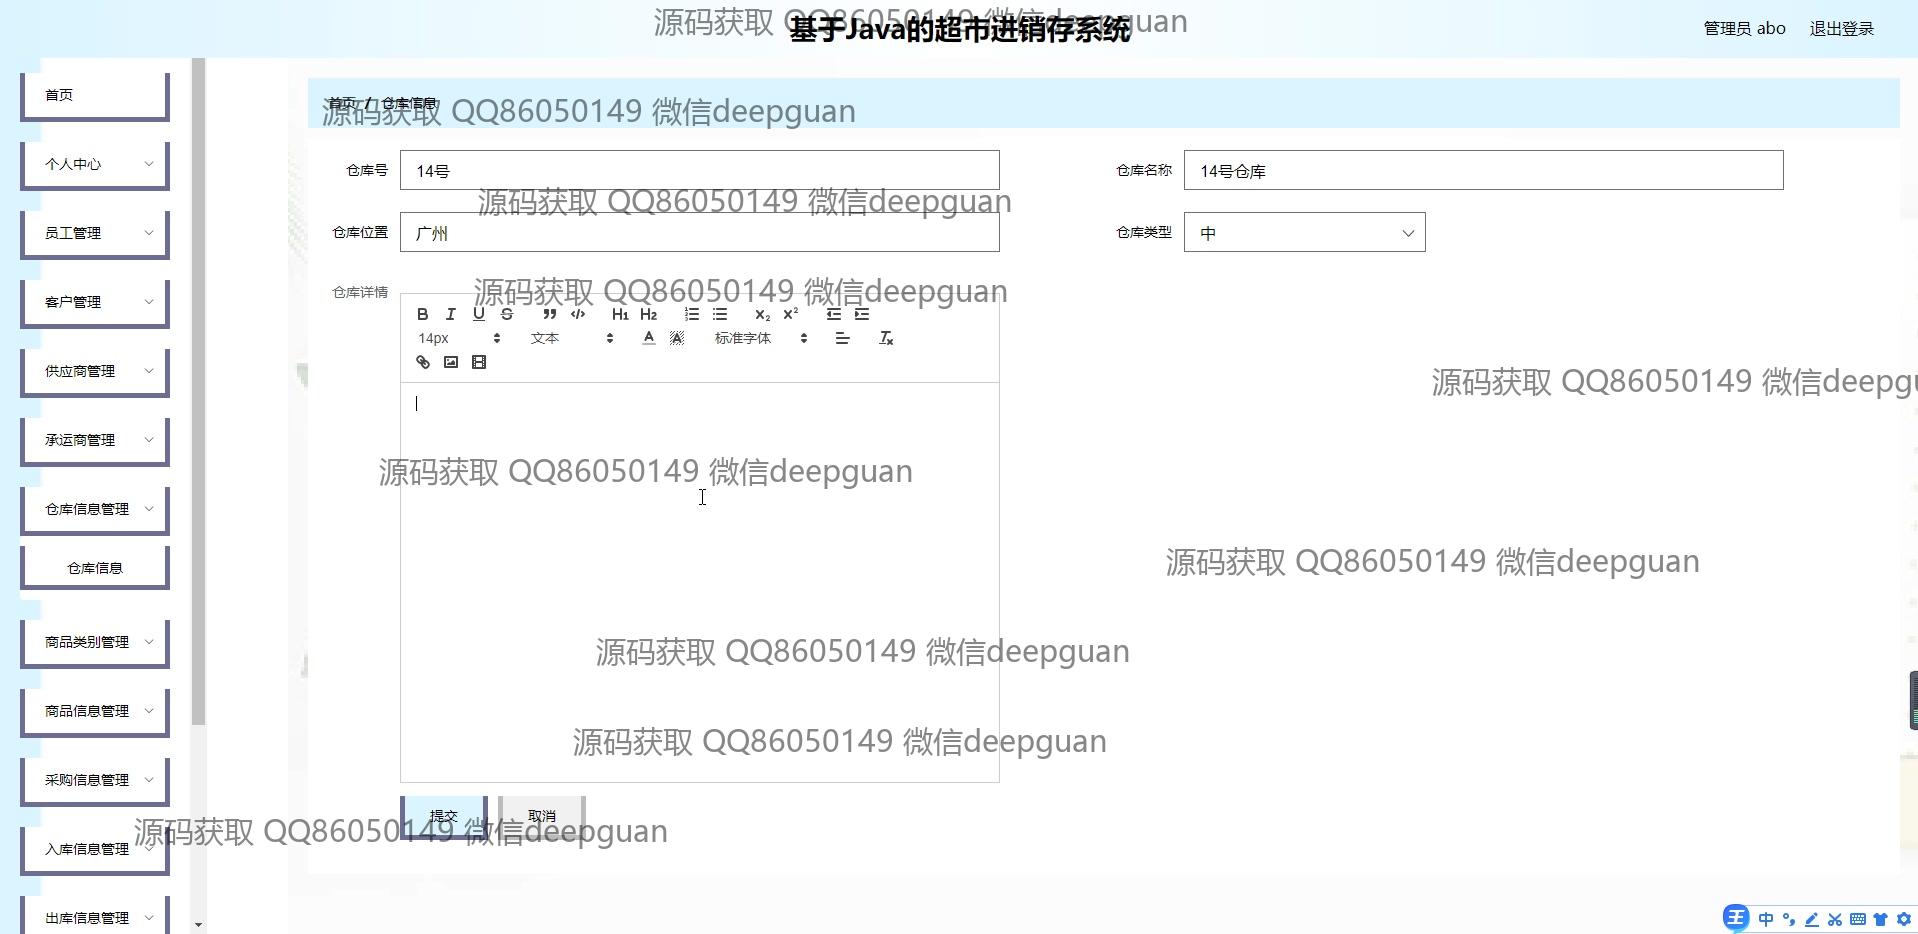 源码获取 QQ86050149 微信deepguan
基于Java的超市进销存系统
管理员 abo
退出登录
首页
个人中心
员工管理
客户管理
供应商管理
承运商管理
仓库信息管理
仓库信息
商品类别管理
商品信息管理
采购信息管理
入库信息管理
出库信息管理
首页 / 仓库信息
源码获取 QQ86050149 微信deepguan
仓库号 14号
仓库名称 14号仓库
源码获取 QQ86050149 微信deepguan
仓库位置 广州
仓库类型 中
仓库详情
源码获取 QQ86050149 微信deepguan
B I U S ” </> H1 H2 X2 X2
14px 文本 A A 标准字体 Tx
源码获取 QQ86050149 微信deepgu
源码获取 QQ86050149 微信deepguan
源码获取 QQ86050149 微信deepguan
源码获取 QQ86050149 微信deepguan
源码获取 QQ86050149 微信deepguan
提交 取消
源码获取 QQ86050149 微信deepguan
王 中